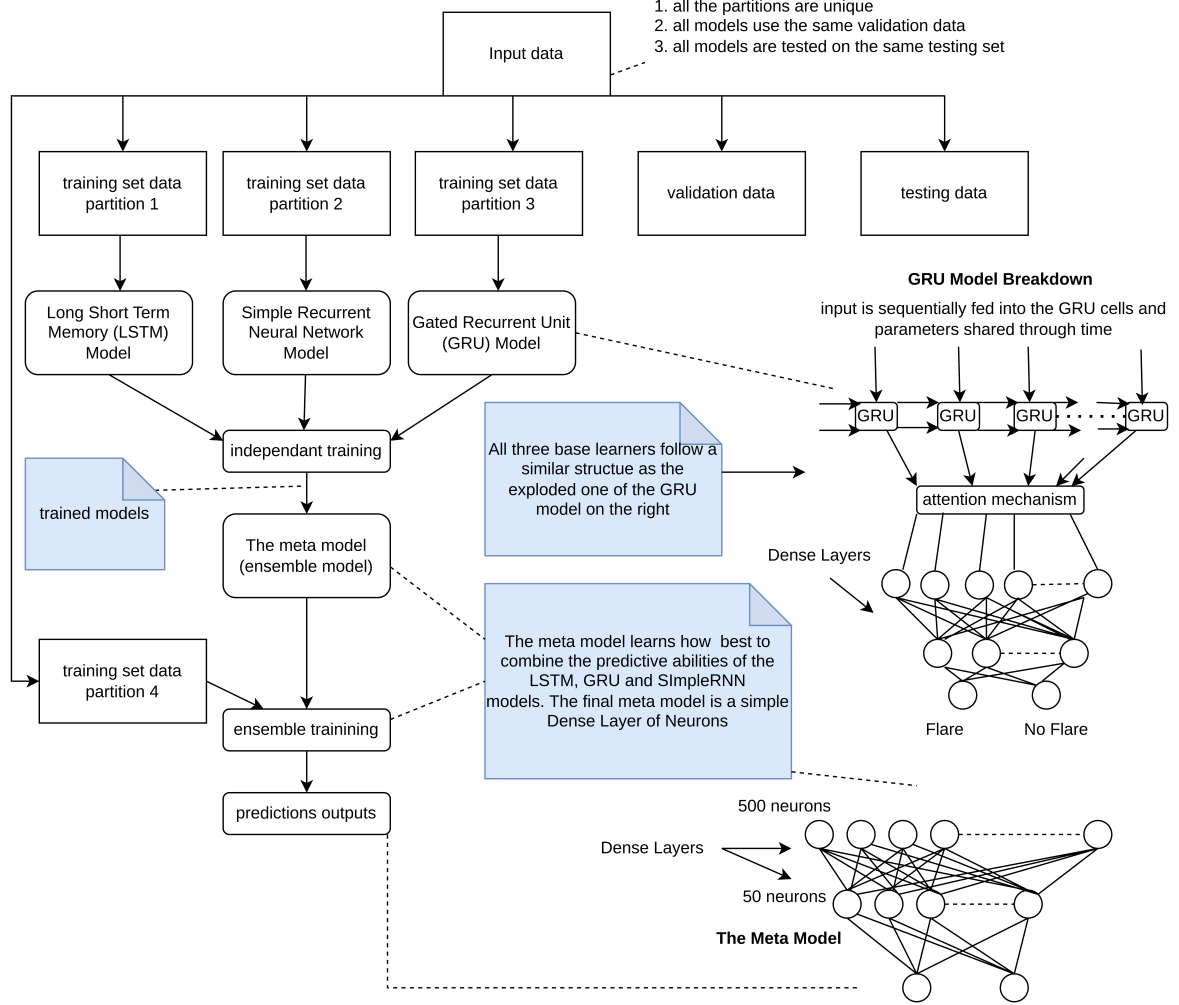 1. all the partitions are unique
2. all models use the same validation data
3. all models are tested on the same testing set
Input data
training set data
partition 1
training set data
partition 2
training set data
partition 3
validation data
testing data
Long Short Term
Memory (LSTM)
Model
Simple Recurrent
Neural Network
Model
Gated Recurrent Unit
(GRU) Model
GRU Model Breakdown
input is sequentially fed into the GRU cells and
parameters shared through time
GRU
GRU
GRU
GRU
independant training
All three base learners follow a
similar structue as the
exploded one of the GRU
model on the right
attention mechanism
trained models
The meta model
(ensemble model)
Dense Layers
The meta model learns how best to
combine the predictive abilities of the
LSTM, GRU and SImpleRNN
models. The final meta model is a simple
Dense Layer of Neurons
training set data
partition 4
ensemble trainining
Flare
No Flare
predictions outputs
500 neurons
Dense Layers
50 neurons
The Meta Model